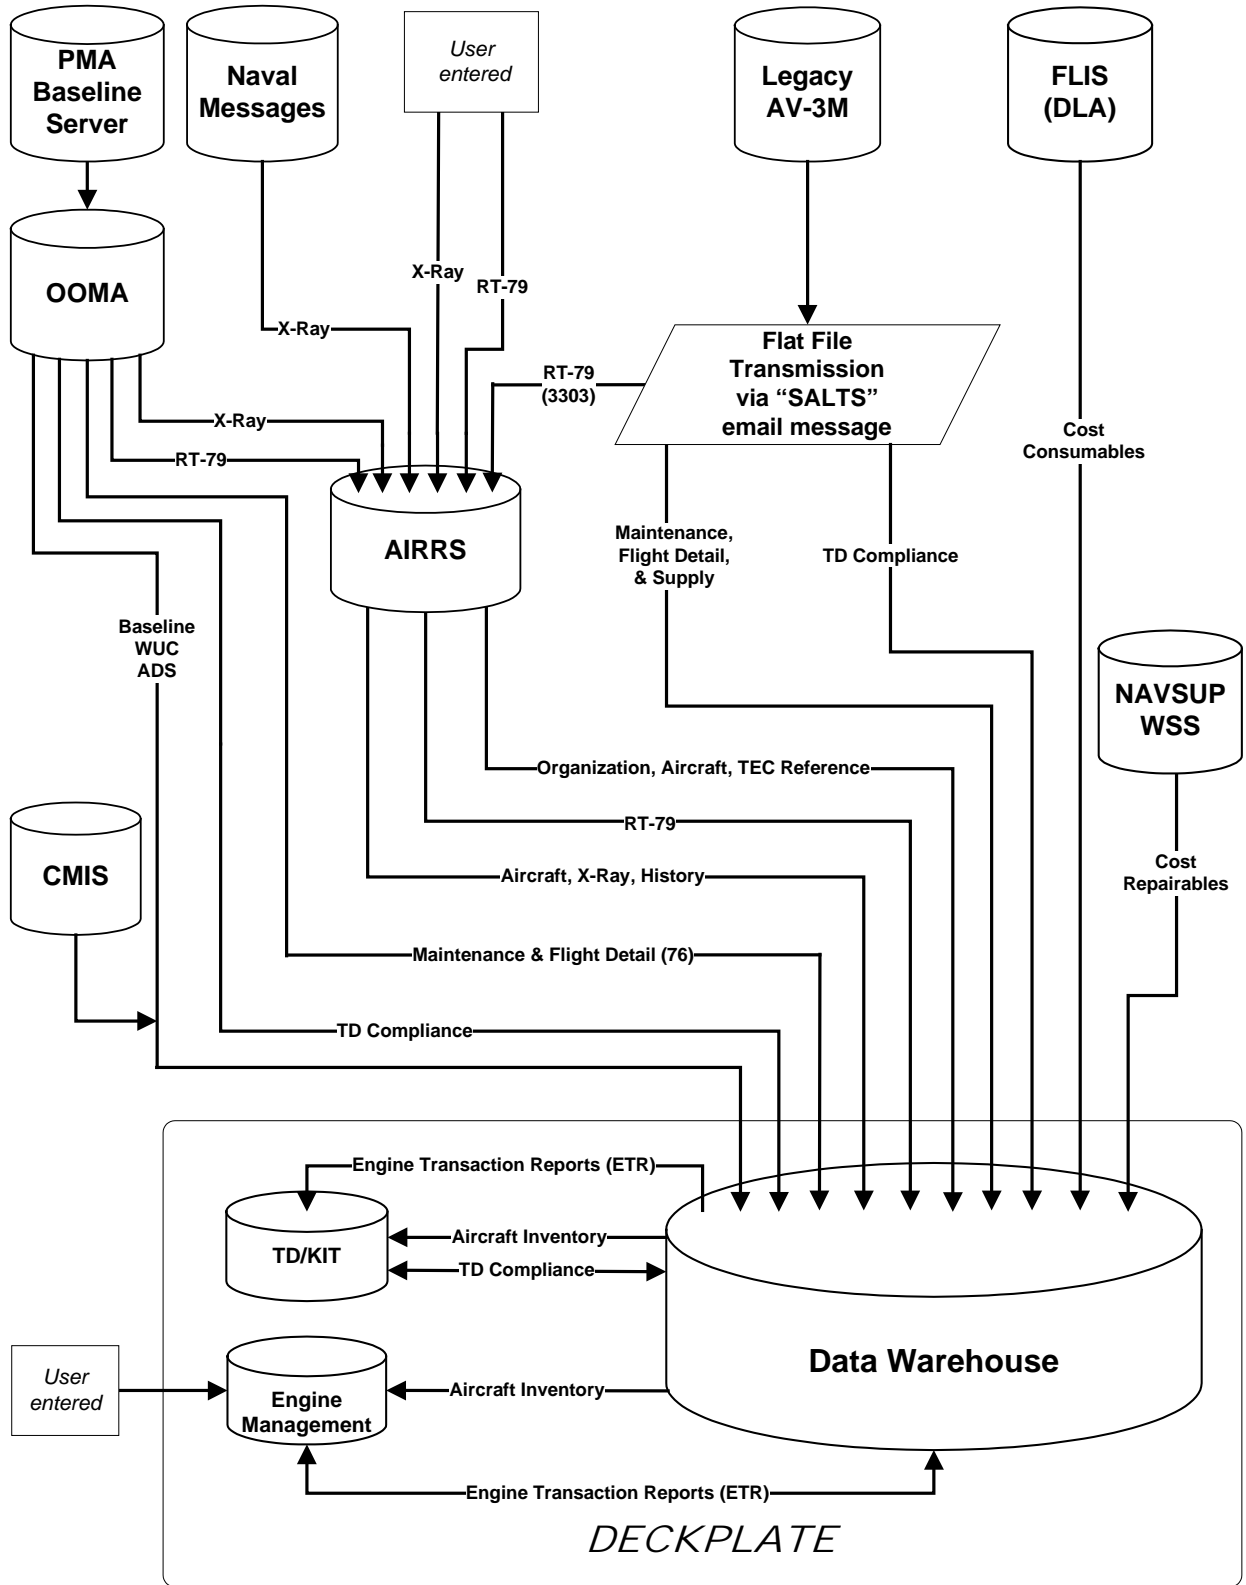 PMA
Baseline
Server
Naval
Messages
User
entered
Legacy
AV-3M
FLIS
(DLA)
OOMA
X-Ray
RT-79
X-Ray
Flat File
Transmission
via “SALTS”
email message
RT-79
(3303)
X-Ray
RT-79
Cost
Consumables
AIRRS
Maintenance,
Flight Detail,
& Supply
TD Compliance
Baseline
WUC
ADS
NAVSUP
WSS
Organization, Aircraft, TEC Reference
RT-79
CMIS
Aircraft, X-Ray, History
Cost
Repairables
Maintenance & Flight Detail (76)
TD Compliance
Engine Transaction Reports (ETR)
TD/KIT
Aircraft Inventory
TD Compliance
Data Warehouse
User
entered
Engine
Management
Aircraft Inventory
Engine Transaction Reports (ETR)
DECKPLATE